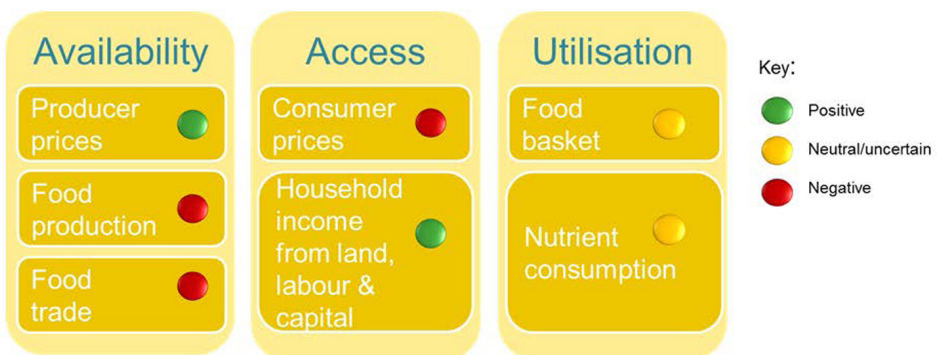 Availability
Producer
prices
Food
production
Food
trade
Access
Consumer
prices
Household
income
from land,
labour &
capital
Utilisation
Food
basket
Nutrient
consumption
Key:
Positive
Neutral/uncertain
Negative